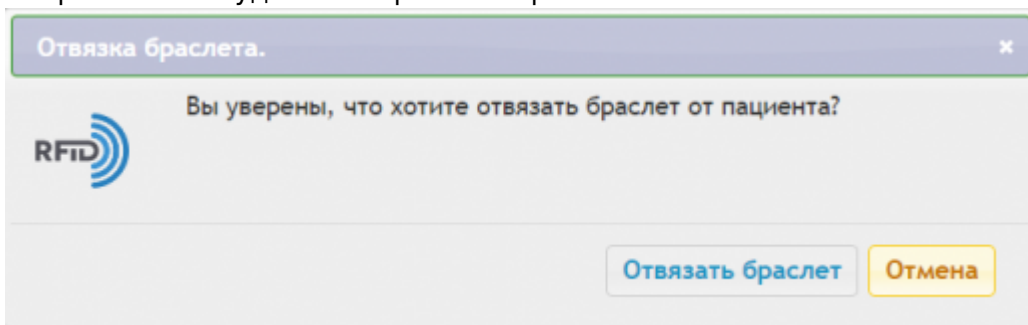 Отвязка браслета.
×
Вы уверены, что хотите отвязать браслет от пациента?
RFID
Отвязать браслет
Отмена